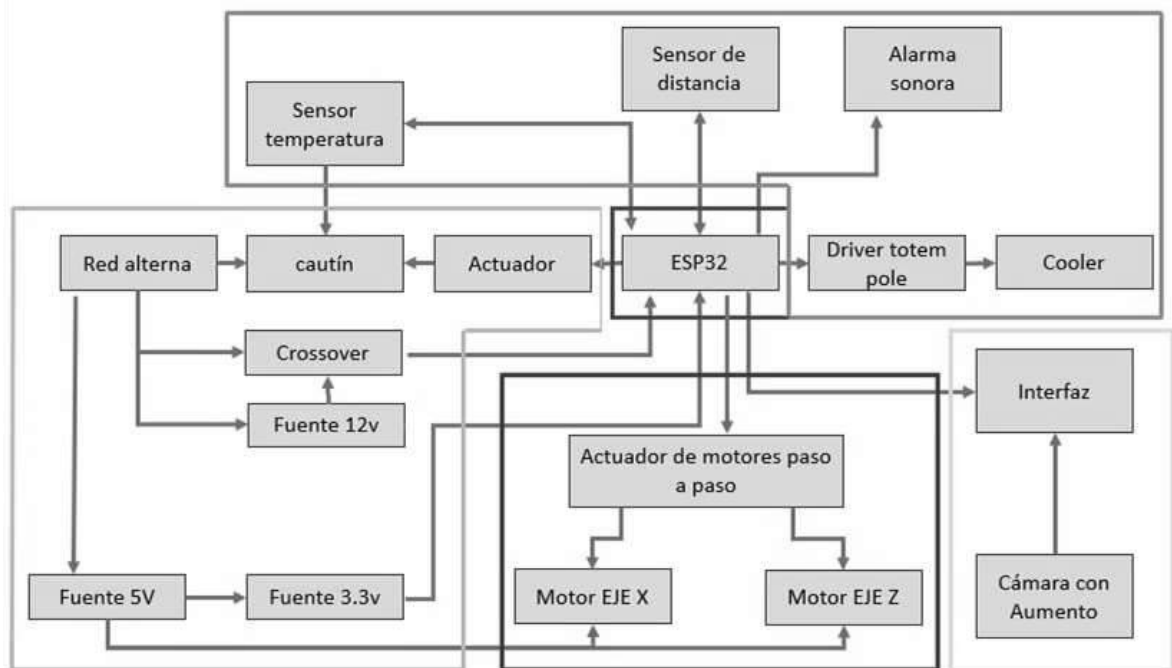 Sensor de
distancia
Alarma
sonora
Sensor
temperatura
Red alterna
cautín
Actuador
ESP32
Driver totem
pole
Cooler
Crossover
Interfaz
Fuente 12v
Actuador de motores paso
a paso
Fuente 5V
Fuente 3.3v
Motor EJE X
Motor EJE Z
Cámara con
Aumento